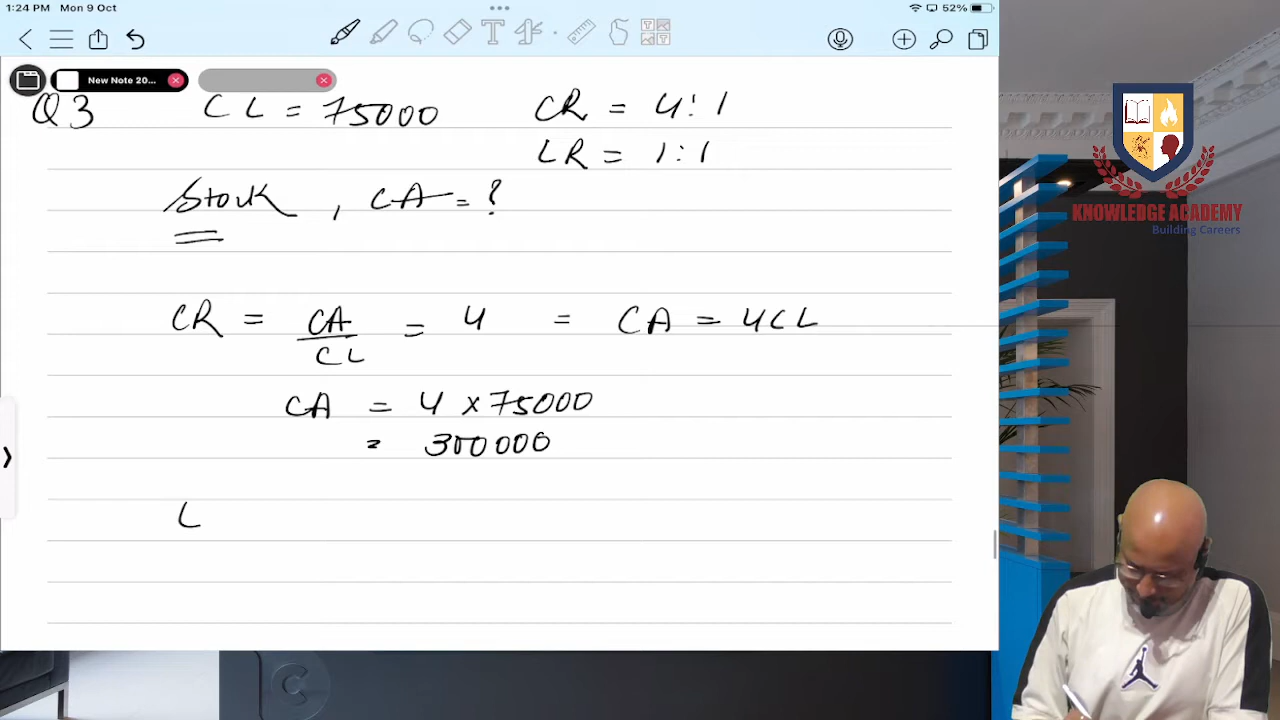 1:24 PM Mon 9 Oct
52%
New Note 20...
Q3 CL = 75000 CR = 4:1
LR = 1:1
Stock , CA = ?
CR = CA/CL = 4 = CA = 4CL
CA = 4 × 75000
= 300000
L
KNOWLEDGE ACADEMY
Building Careers